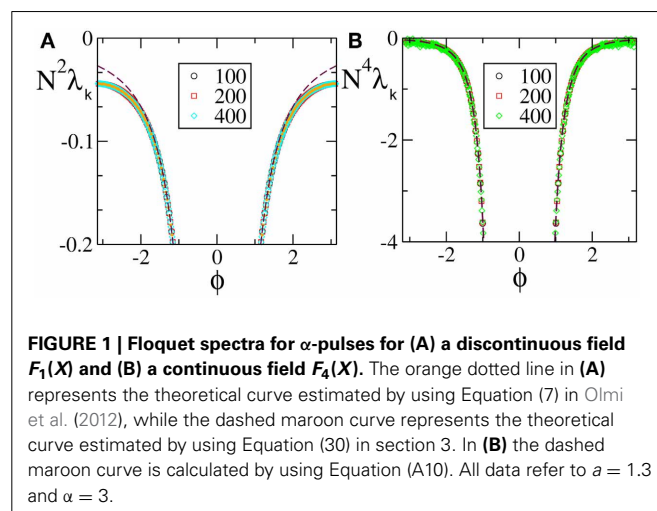 A
B
0
N²λₖ
-0.1
-0.2
100
200
400
-2
0
2
ϕ
0
N⁴λₖ
-2
-4
100
200
400
-2
0
2
ϕ
FIGURE 1 | Floquet spectra for α-pulses for (A) a discontinuous field
F₁(X) and (B) a continuous field F₄(X). The orange dotted line in (A)
represents the theoretical curve estimated by using Equation (7) in Olmi
et al. (2012), while the dashed maroon curve represents the theoretical
curve estimated by using Equation (30) in section 3. In (B) the dashed
maroon curve is calculated by using Equation (A10). All data refer to a = 1.3
and α = 3.